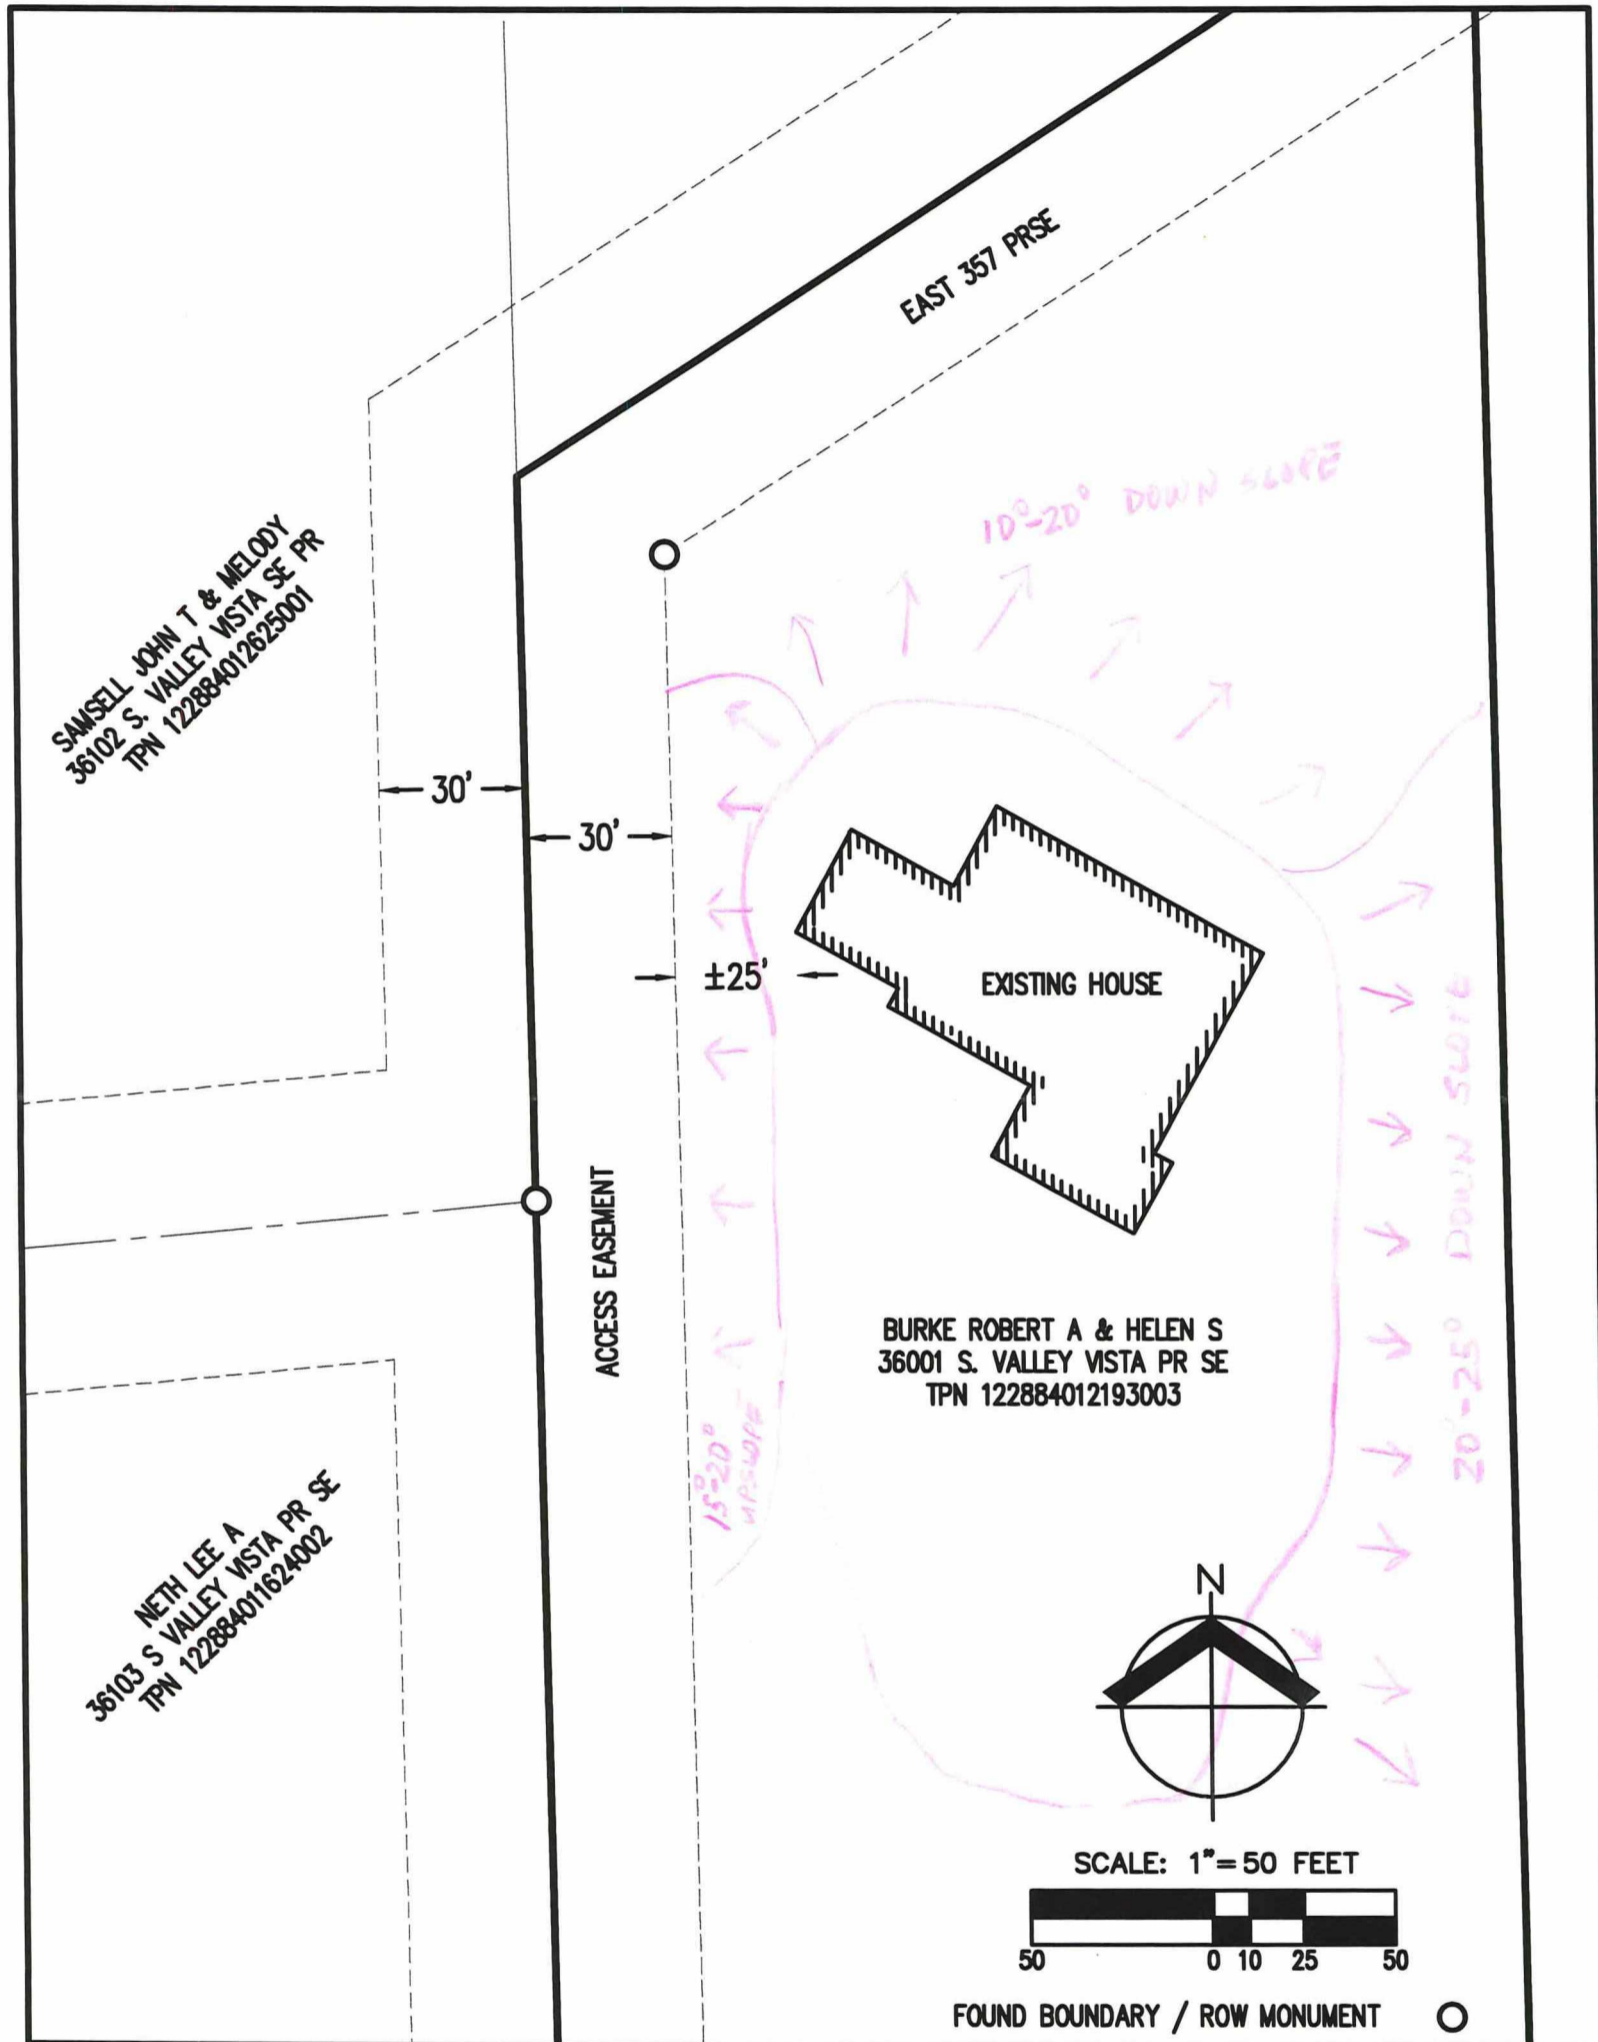 EAST 357 PRSE
10°-20° DOWN SLOPE
SAMSELL JOHN T & MELODY
36102 S. VALLEY VISTA SE PR
TPN 122884012625001
30'
30'
±25'
EXISTING HOUSE
20°-25° DOWN SLOPE
ACCESS EASEMENT
BURKE ROBERT A & HELEN S
36001 S. VALLEY VISTA PR SE
TPN 122884012193003
15°-20°
UPSLOPE
NETH LEE A
36103 S VALLEY VISTA PR SE
TPN 122884011624002
N
SCALE: 1"=50 FEET
50 0 10 25 50
FOUND BOUNDARY / ROW MONUMENT